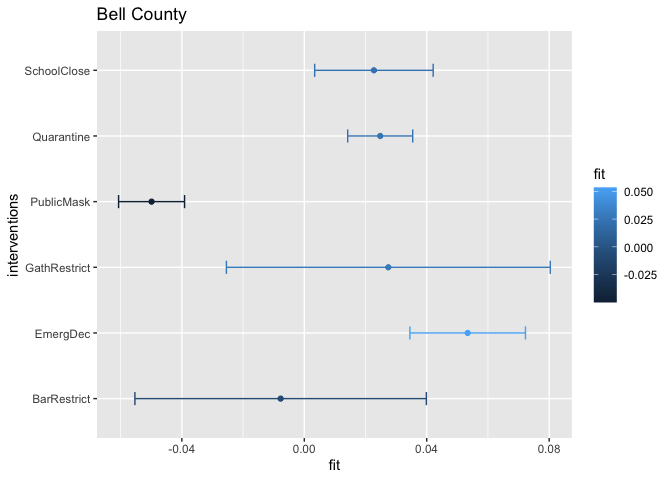 Bell County
interventions
SchoolClose
Quarantine
PublicMask
GathRestrict
EmergDec
BarRestrict
-0.04 0.00 0.04 0.08
fit
fit
0.050
0.025
0.000
-0.025